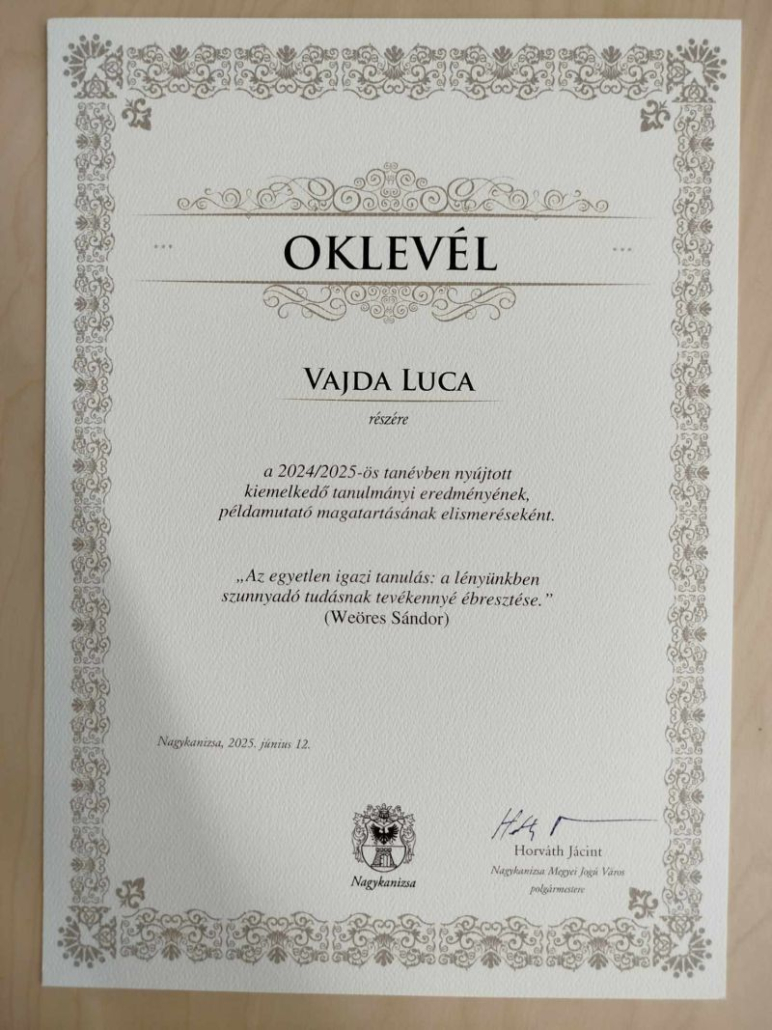 OKLEVÉL
VAJDA LUCA
részére
a 2024/2025-ös tanévben nyújtott
kiemelkedő tanulmányi eredményének,
példamutató magatartásának elismeréseként.
„Az egyetlen igazi tanulás: a lényünkben
szunnyadó tudásnak tevékennyé ébresztése.”
(Weöres Sándor)
Nagykanizsa, 2025. június 12.
Nagykanizsa
Horváth Jácint
Nagykanizsa Megyei Jogú Város
polgármestere